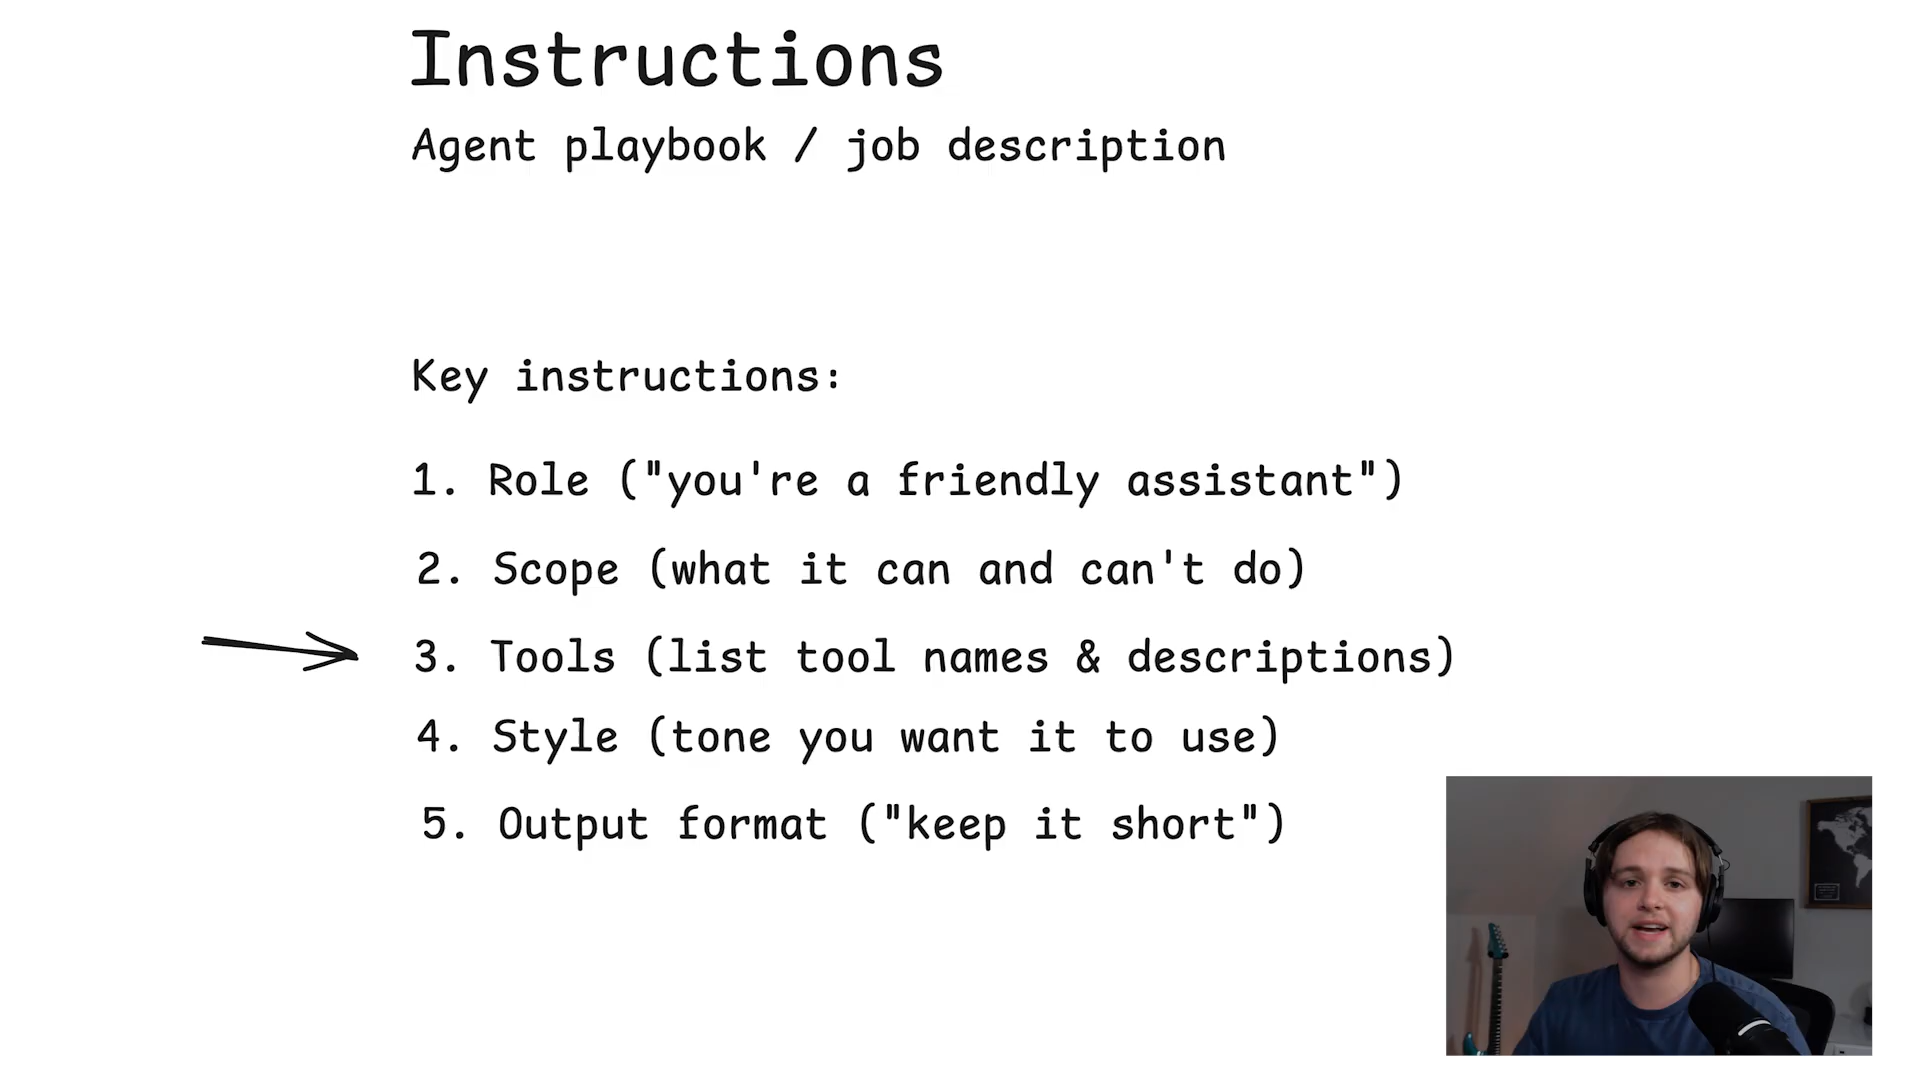 Instructions
Agent playbook / job description
Key instructions:
1. Role ("you're a friendly assistant")
2. Scope (what it can and can't do)
3. Tools (list tool names & descriptions)
4. Style (tone you want it to use)
5. Output format ("keep it short")